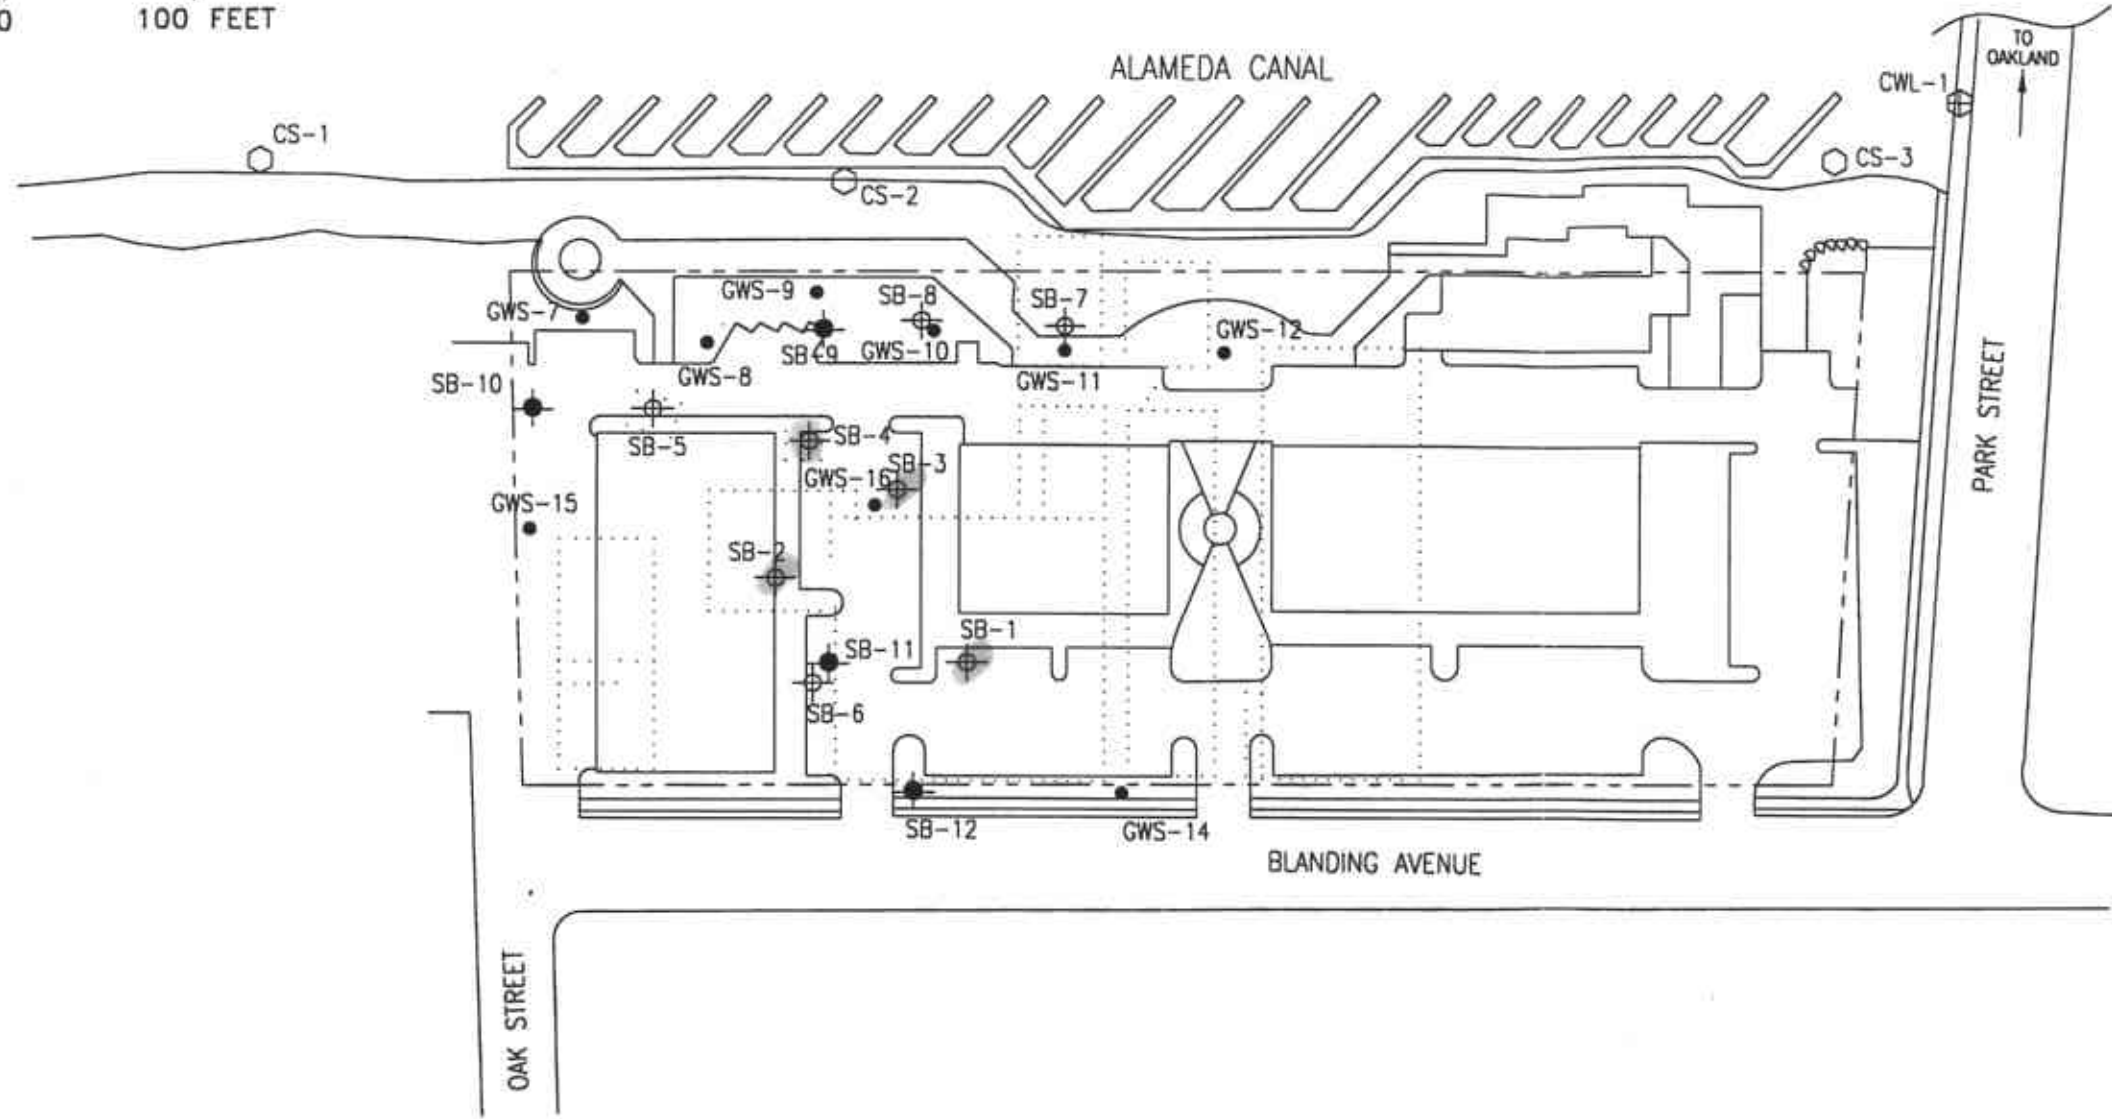 0 100 FEET
ALAMEDA CANAL
TO
OAKLAND
CWL-1
CS-1
CS-2
CS-3
GWS-7
GWS-9
SB-8
SB-7
GWS-12
SB-9
GWS-10
GWS-8
GWS-11
SB-10
SB-5
SB-4
SB-3
GWS-16
GWS-15
SB-2
SB-1
SB-11
SB-6
SB-12
GWS-14
PARK STREET
BLANDING AVENUE
OAK STREET